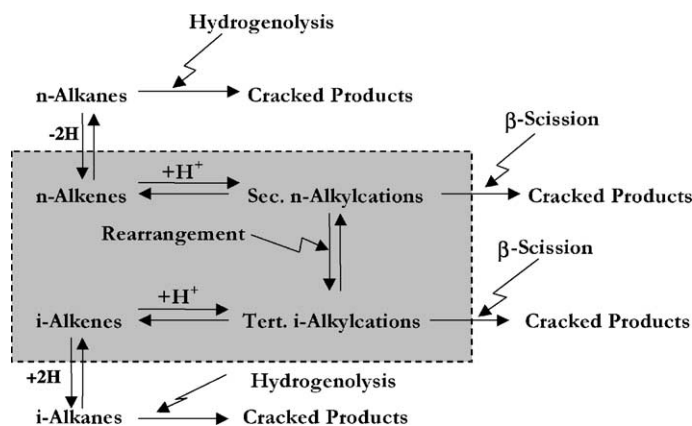 Hydrogenolysis
n-Alkanes Cracked Products
-2H β-Scission
+H⁺
n-Alkenes Sec. n-Alkylcations Cracked Products
Rearrangement
β-Scission
+H⁺
i-Alkenes Tert. i-Alkylcations Cracked Products
+2H Hydrogenolysis
i-Alkanes Cracked Products